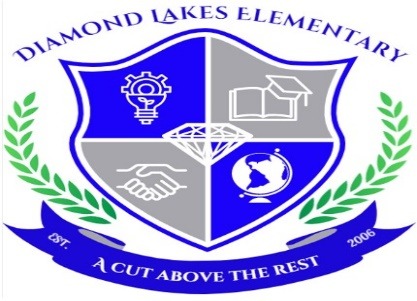 DIAMOND LAKES ELEMENTARY
EST. 2006
A CUT ABOVE THE REST